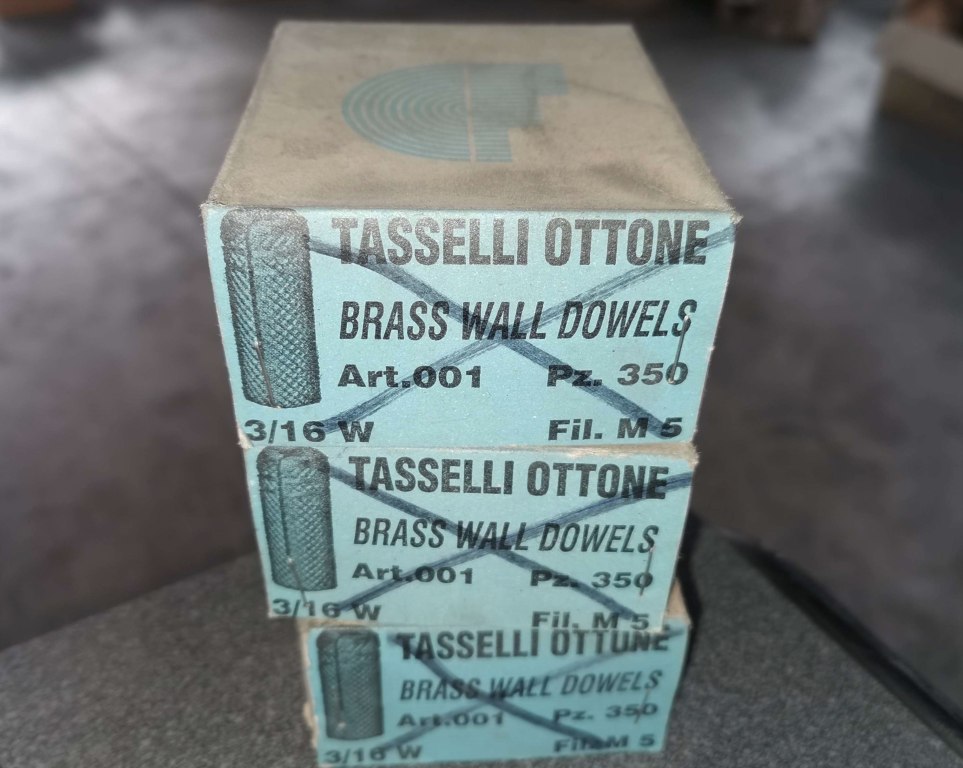 TASSELLI OTTONE
BRASS WALL DOWELS
Art.001 Pz. 350
3/16 W Fil. M 5
TASSELLI OTTONE
BRASS WALL DOWELS
Art.001 Pz. 350
3/16 W Fil. M 5
TASSELLI OTTONE
BRASS WALL DOWELS
Art.001 Pz. 350
3/16 W Fil. M 5